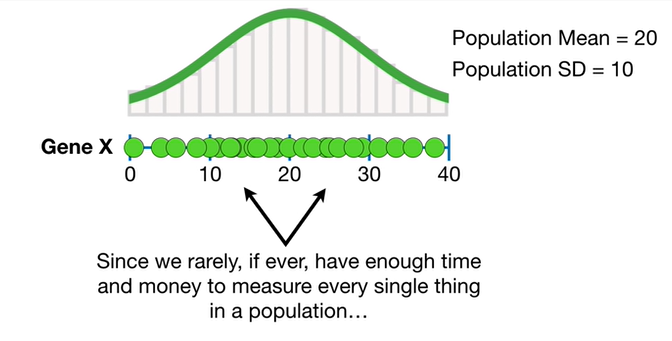 Population Mean = 20
Population SD = 10
Gene X
0 10 20 30 40
Since we rarely, if ever, have enough time
and money to measure every single thing
in a population…